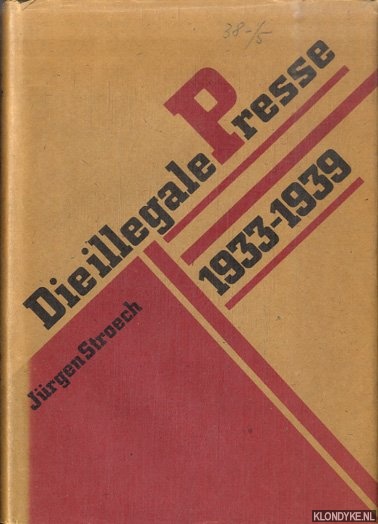 38-/5
Die illegale Presse
1933-1939
Jürgen Stroech
KLONDYKE.NL